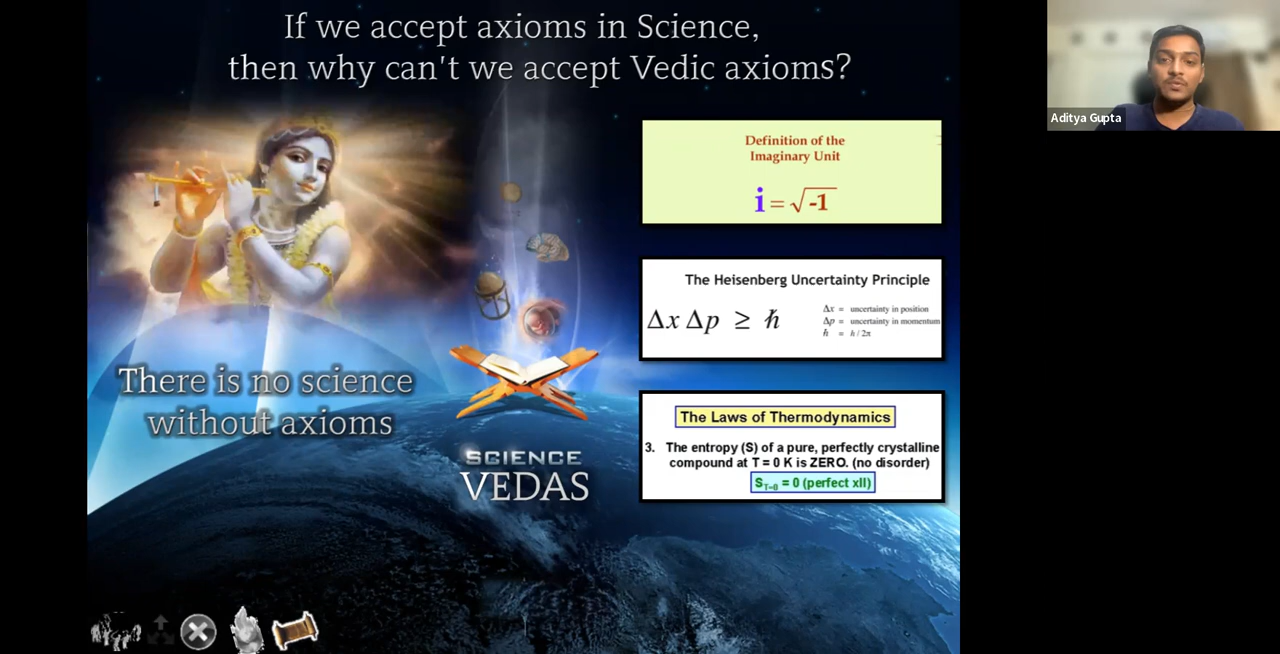 If we accept axioms in Science,
then why can't we accept Vedic axioms?
Aditya Gupta
Definition of the
Imaginary Unit
i = √-1
The Heisenberg Uncertainty Principle
Δx Δp ≥ ħ
Δx = uncertainty in position
Δp = uncertainty in momentum
ħ = h / 2π
There is no science
without axioms
The Laws of Thermodynamics
3. The entropy (S) of a pure, perfectly crystalline
compound at T = 0 K is ZERO. (no disorder)
S_T=0 = 0 (perfect xll)
SCIENCE
VEDAS